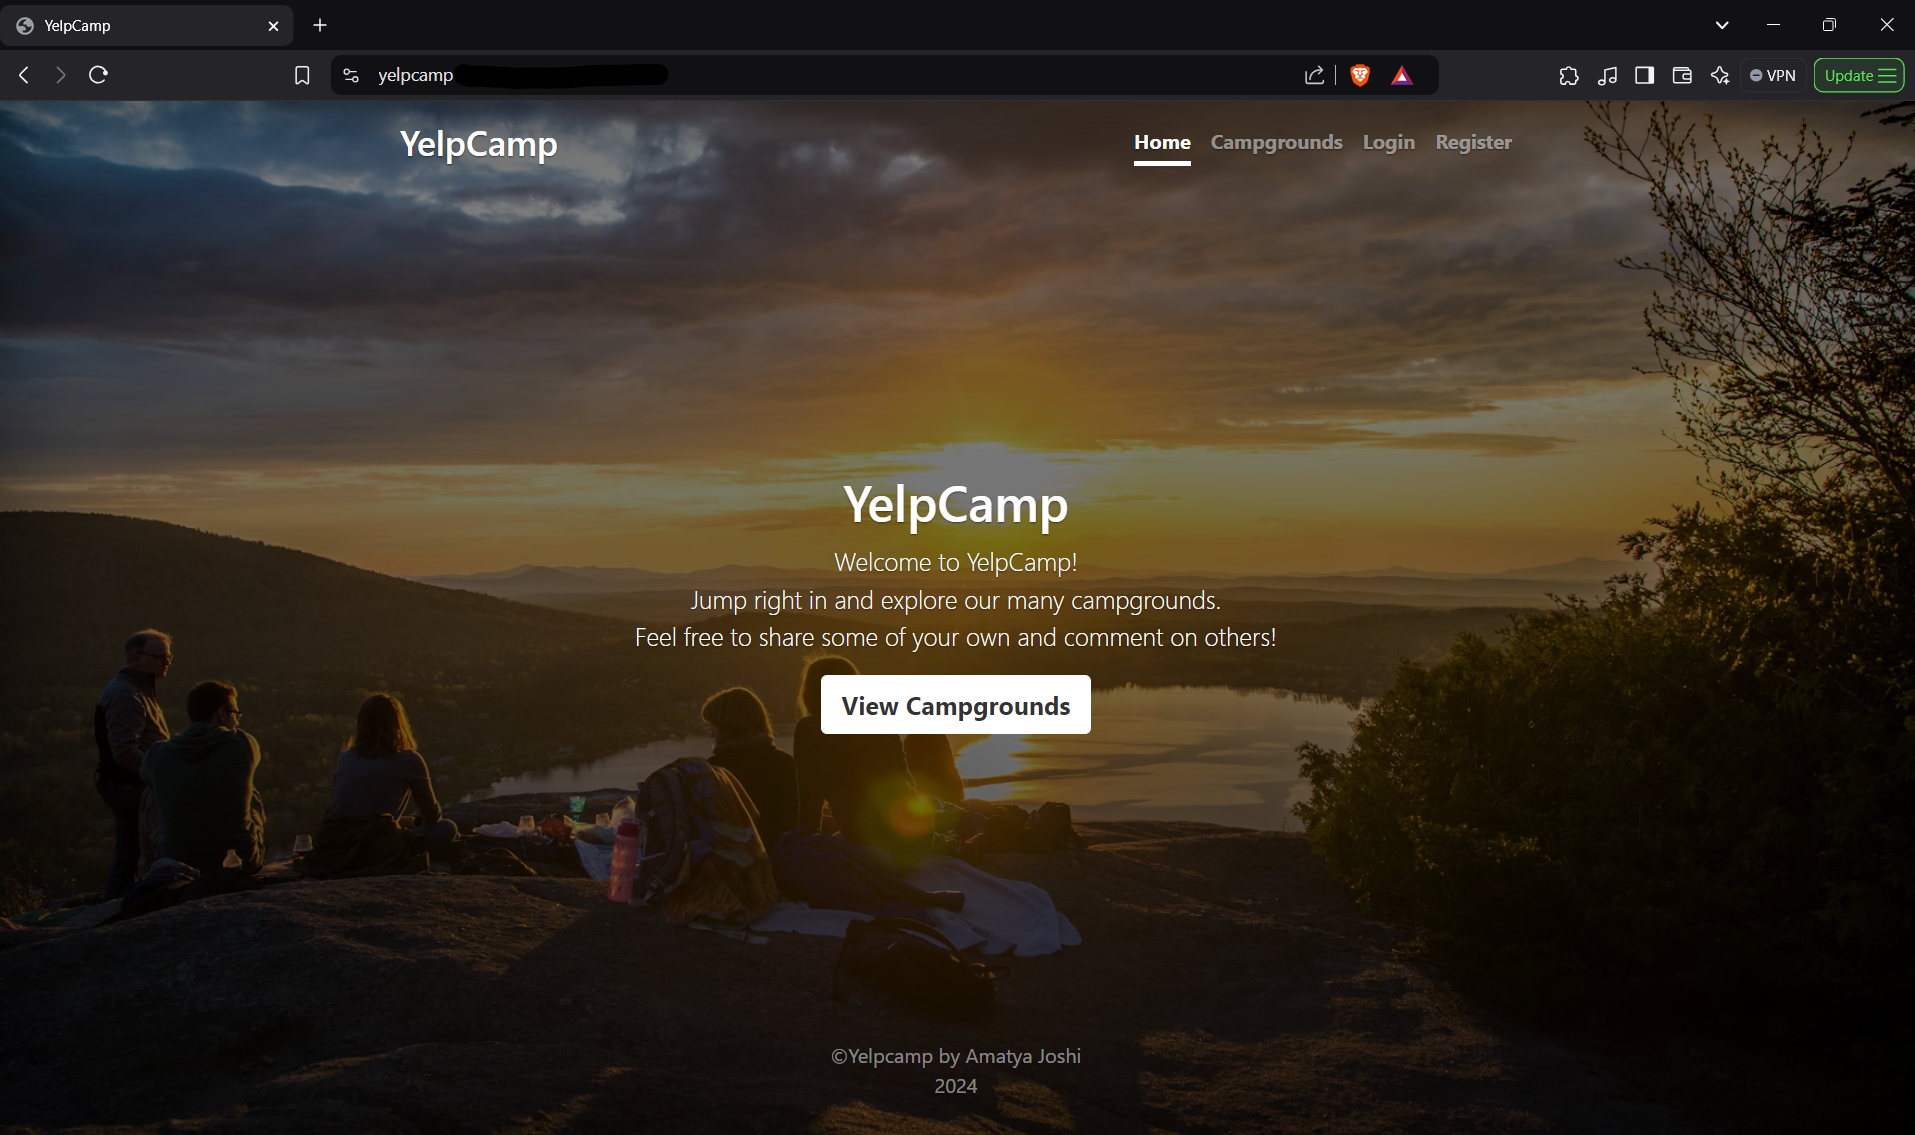 YelpCamp
yelpcamp
VPN
Update
YelpCamp
Home Campgrounds Login Register
YelpCamp
Welcome to YelpCamp!
Jump right in and explore our many campgrounds.
Feel free to share some of your own and comment on others!
View Campgrounds
©Yelpcamp by Amatya Joshi
2024